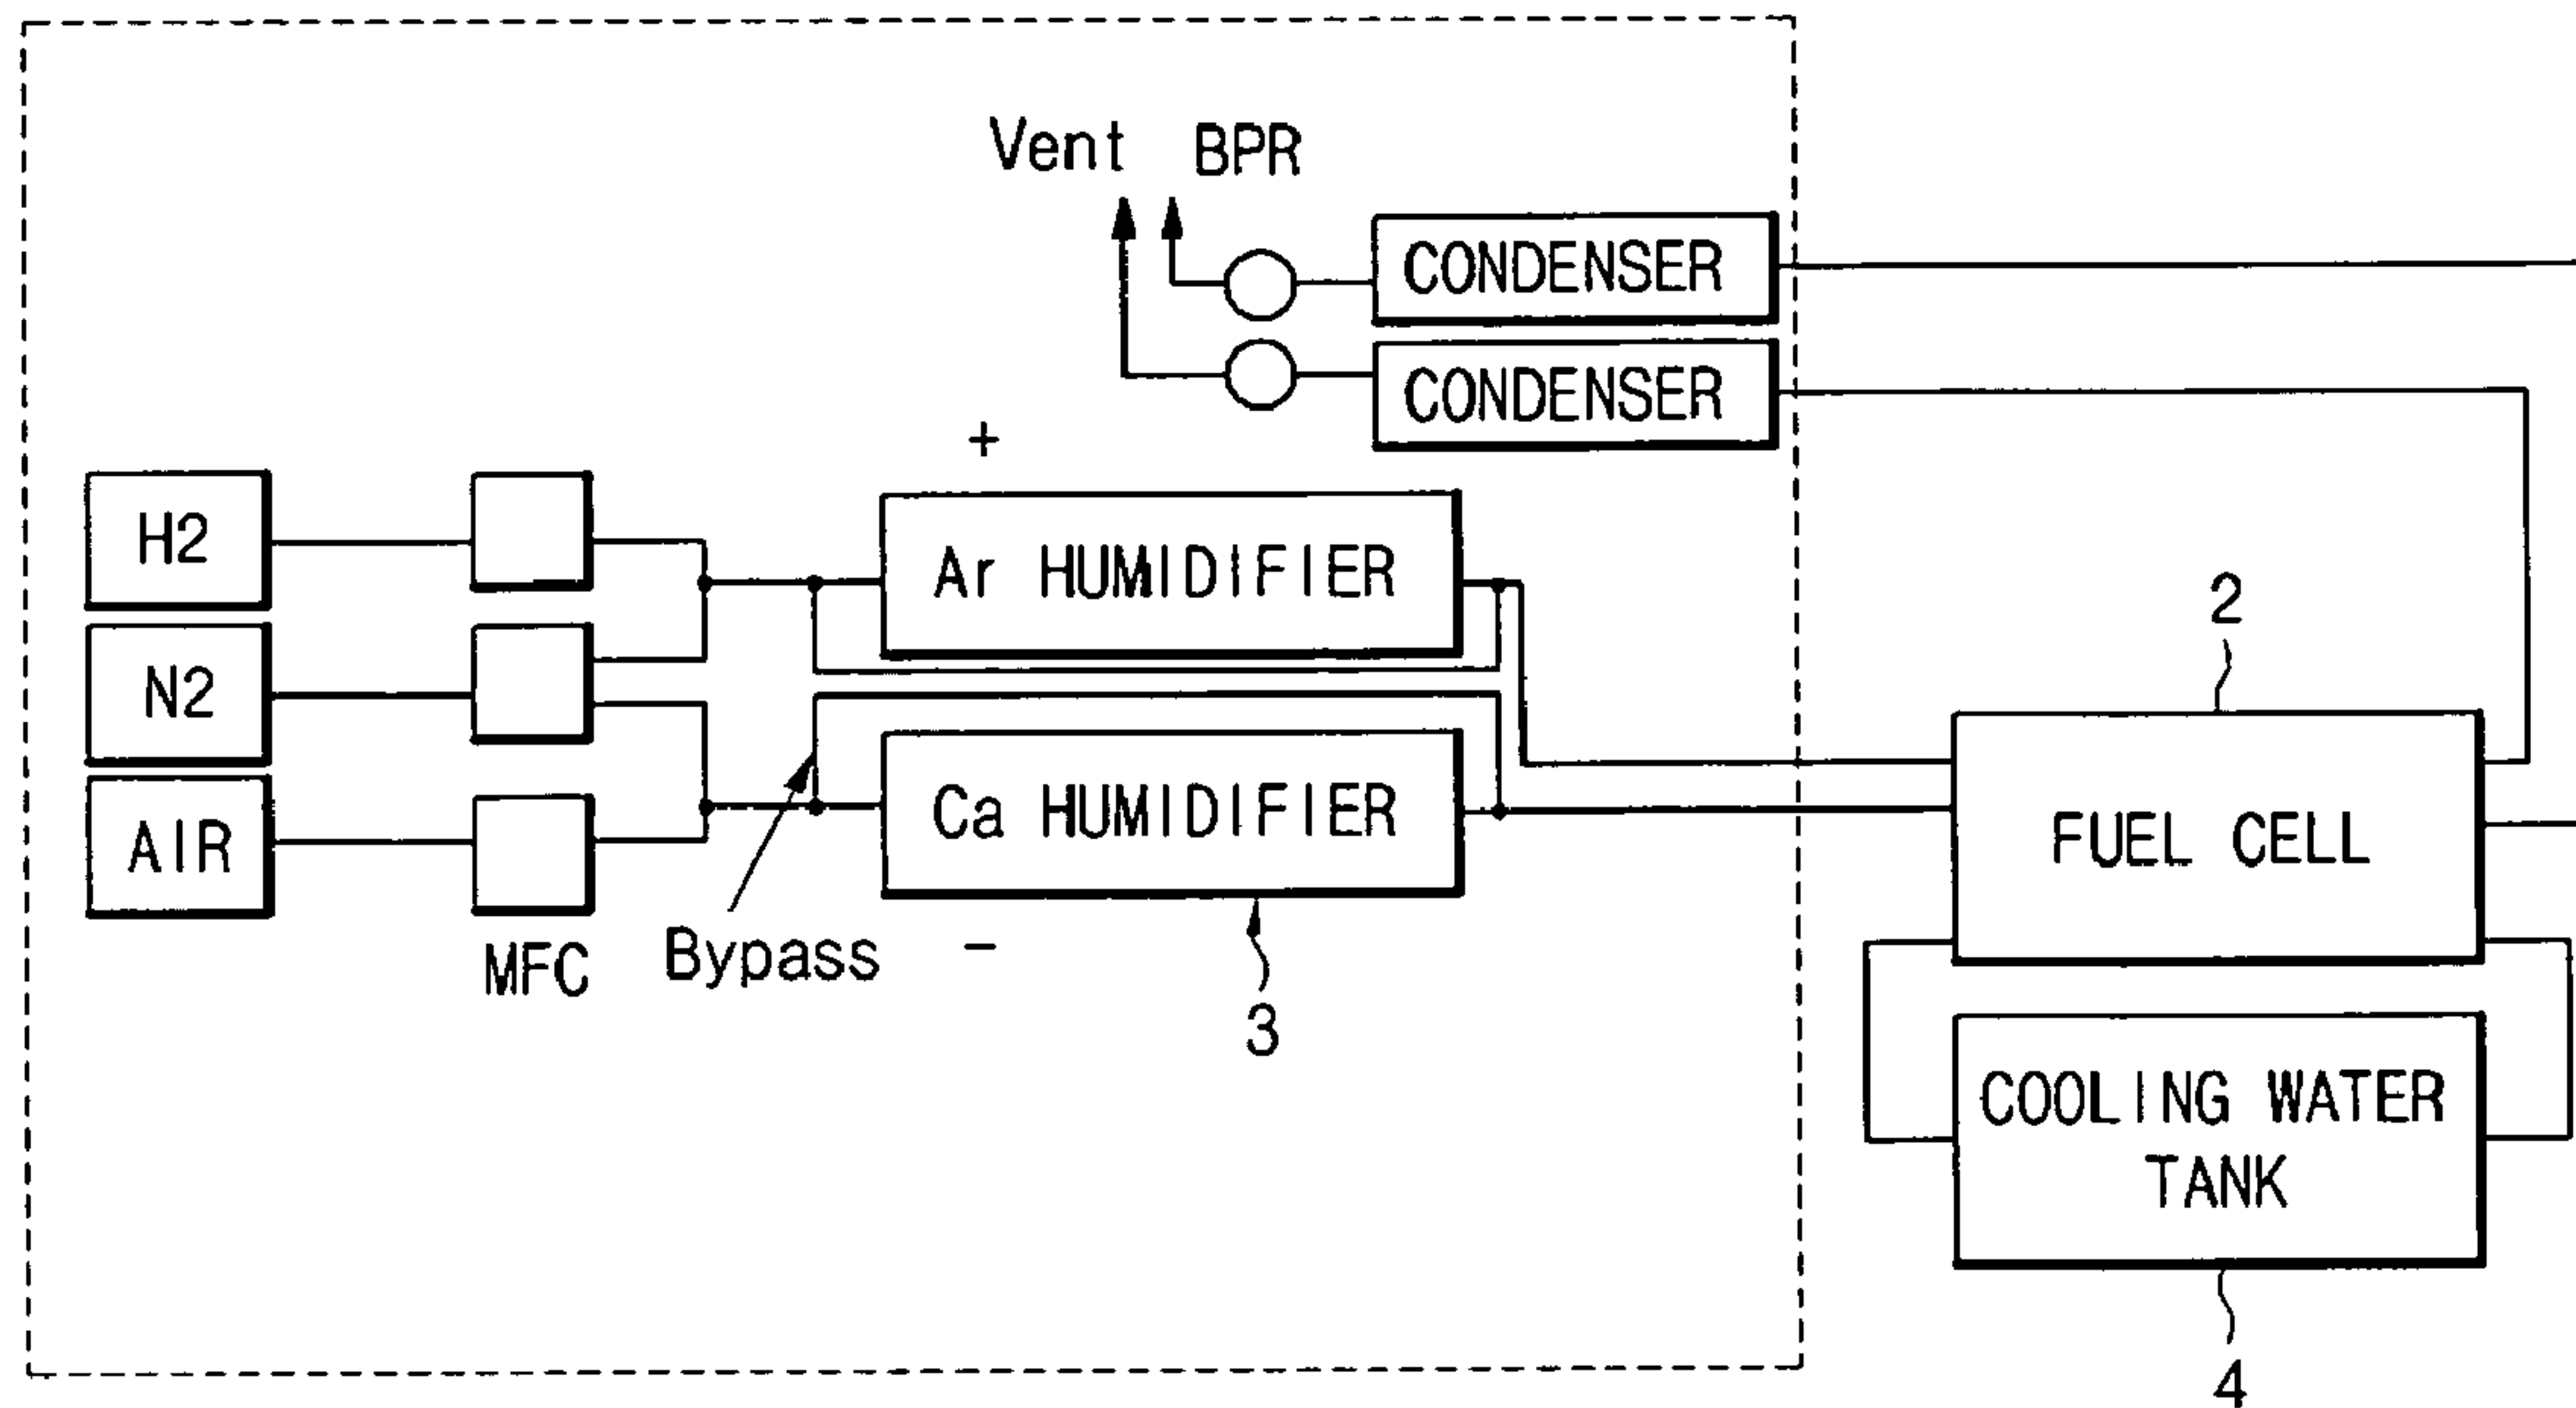 Vent BPR
CONDENSER
CONDENSER
+
H2
Ar HUMIDIFIER
2
N2
Ca HUMIDIFIER
FUEL CELL
AIR
MFC
Bypass
-
3
COOLING WATER
TANK
4